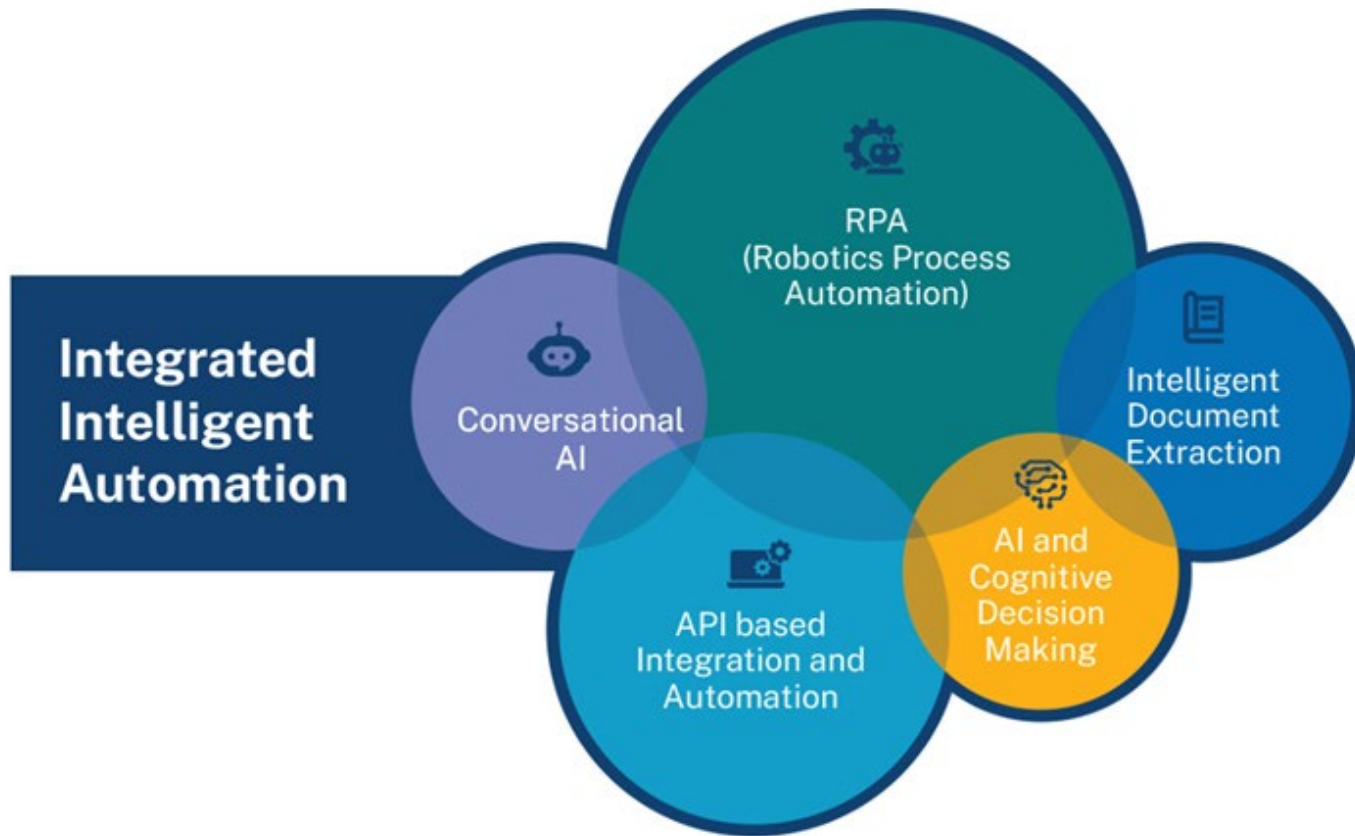 Integrated
Intelligent
Automation
Conversational
AI
RPA
(Robotics Process
Automation)
Intelligent
Document
Extraction
API based
Integration and
Automation
AI and
Cognitive
Decision
Making